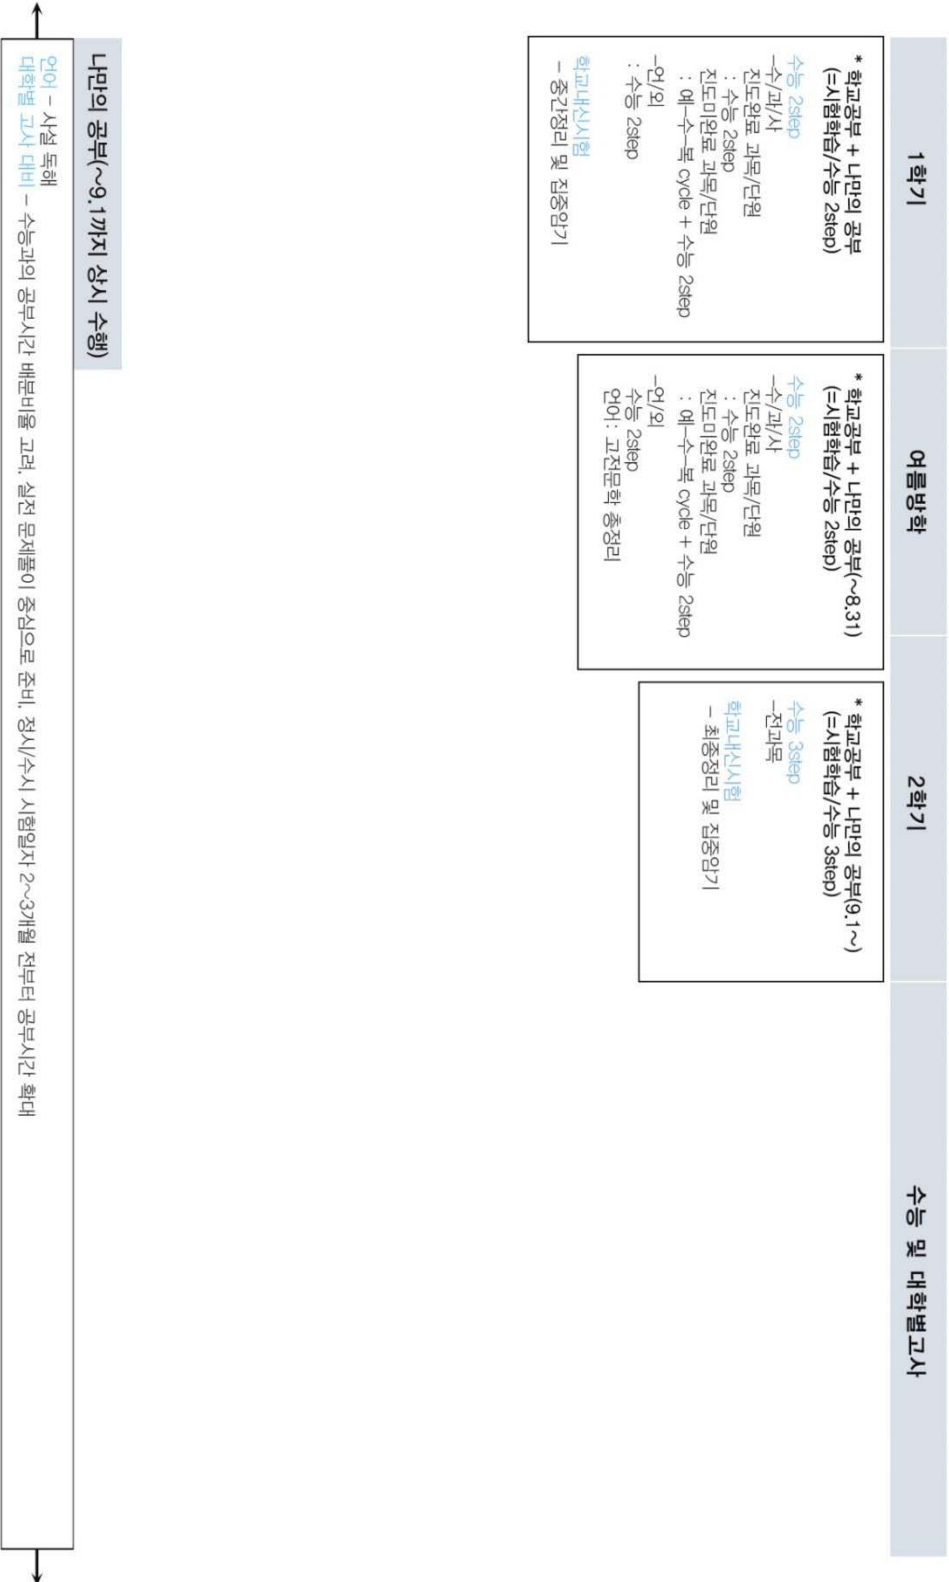 1학기
* 학교공부 + 나만의 공부
(=시험학습/수능 2step)
수능 2step
-수/과/사
진도완료 과목/단원
: 수능 2step
진도미완료 과목/단원
: 예-수-복 cycle + 수능 2step
-언/외
: 수능 2step
학교내신시험
- 중간정리 및 집중암기
여름방학
* 학교공부 + 나만의 공부(~8.31)
(=시험학습/수능 2step)
수능 2step
-수/과/사
진도완료 과목/단원
: 수능 2step
진도미완료 과목/단원
: 예-수-복 cycle + 수능 2step
-언/외
수능 2step
언어: 고전문학 총정리
2학기
* 학교공부 + 나만의 공부(9.1~)
(=시험학습/수능 3step)
수능 3step
-전과목
학교내신시험
- 최종정리 및 집중암기
수능 및 대학별고사
나만의 공부(~9.1까지 상시 수행)
언어 - 사설 독해
대학별 고사 대비 - 수능과의 공부시간 배분비율 고려, 실전 문제풀이 중심으로 준비, 정시/수시 시험일자 2~3개월 전부터 공부시간 확대